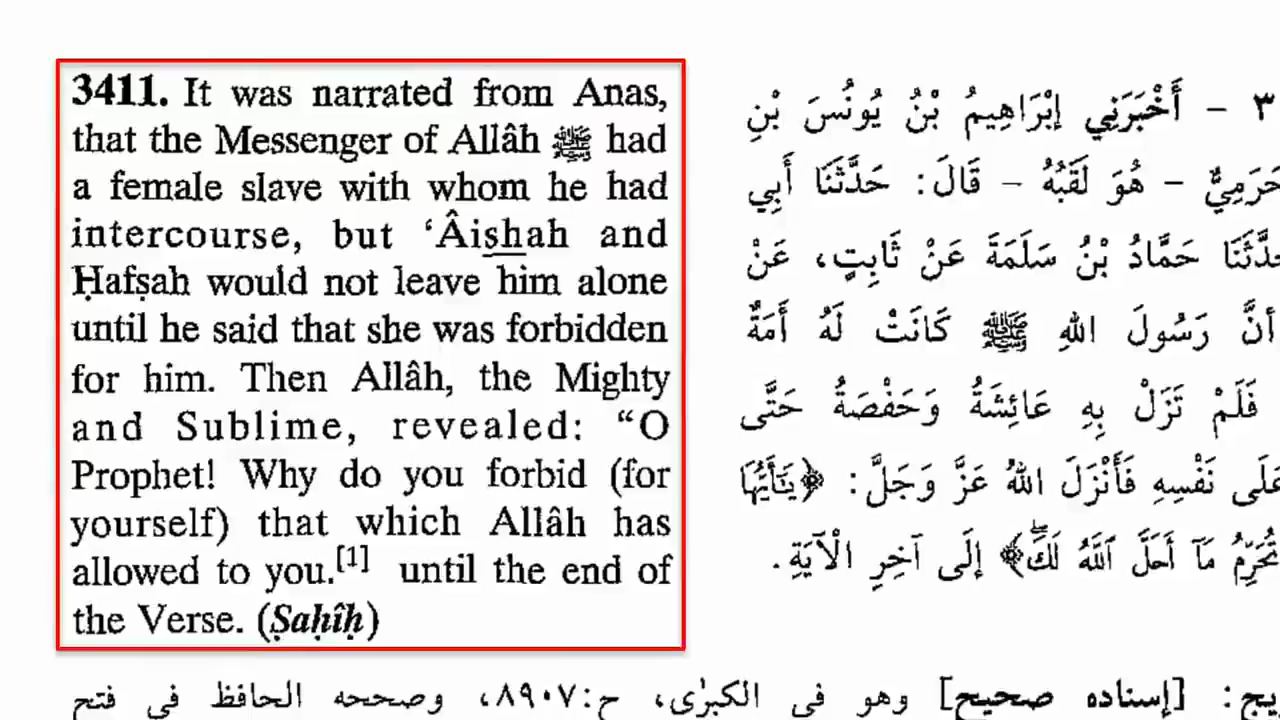 3411. It was narrated from Anas,
that the Messenger of Allâh ﷺ had
a female slave with whom he had
intercourse, but ‘Âishah and
Ḥafṣah would not leave him alone
until he said that she was forbidden
for him. Then Allâh, the Mighty
and Sublime, revealed: “O
Prophet! Why do you forbid (for
yourself) that which Allâh has
allowed to you.[1] until the end of
the Verse. (Ṣaḥîḥ)
٣ – أَخْبَرَنِي إِبْرَاهِيمُ بْنُ يُونُسَ بْنِ
حَرَمِيٌّ – هُوَ لَقَبُهُ – قَالَ: حَدَّثَنَا أَبِي
حَمَّادُ بْنُ سَلَمَةَ عَنْ ثَابِتٍ، عَنْ
أَنَّ رَسُولَ اللهِ ﷺ كَانَتْ لَهُ أَمَةٌ
فَلَمْ تَزَلْ بِهِ عَائِشَةُ وَحَفْصَةُ حَتَّى
عَلَى نَفْسِهِ فَأَنْزَلَ اللهُ عَزَّ وَجَلَّ: ﴿يَٰٓأَيُّهَا
تُحَرِّمُ مَآ أَحَلَّ ٱللَّهُ لَكَۖ﴾ إِلَى آخِرِ الْآيَةِ.
[إسناده صحيح] وهو في الكبرٰى، ح:٨٩٠٧، وصححه الحافظ في فتح